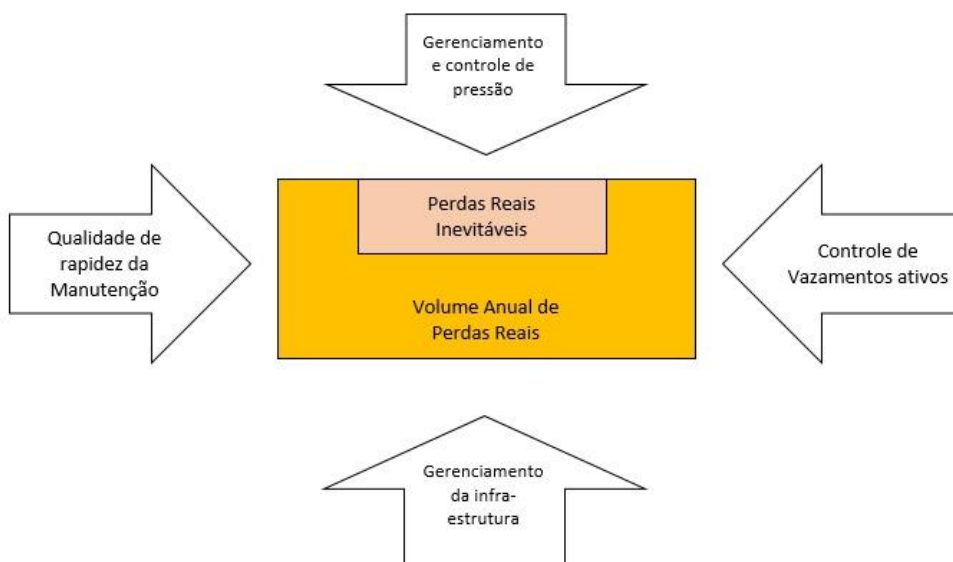 Gerenciamento
e controle de
pressão
Perdas Reais
Inevitáveis
Qualidade de
rapidez da
Manutenção
Controle de
Vazamentos ativos
Volume Anual de
Perdas Reais
Gerenciamento
da infra-
estrutura